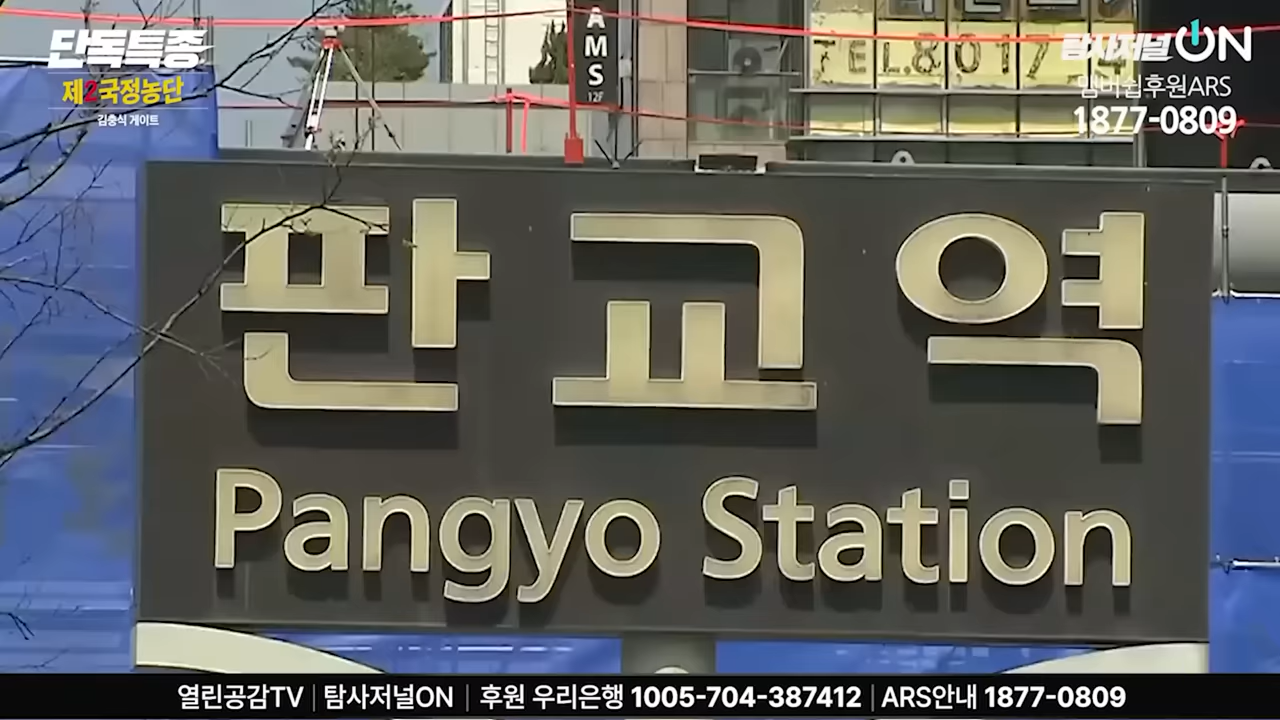 단독특종
제2국정농단
김충식 게이트
AMS
12F
TEL.8017
탐사저널ON
멤버쉽후원ARS
1877-0809
판교역
Pangyo Station
열린공감TV | 탐사저널ON | 후원 우리은행 1005-704-387412 | ARS안내 1877-0809